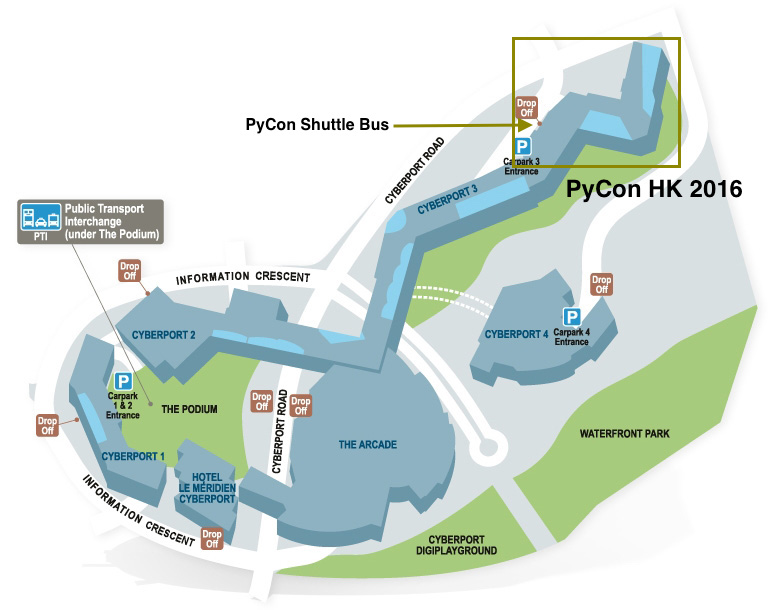 Drop
Off
PyCon Shuttle Bus
P
Carpark 3
Entrance
CYBERPORT ROAD
PyCon HK 2016
CYBERPORT 3
PTI
Public Transport
Interchange
(under The Podium)
Drop
Off
INFORMATION CRESCENT
Drop
Off
CYBERPORT 2
CYBERPORT 4
P
Carpark 4
Entrance
P
Carpark
1 & 2
Entrance
THE PODIUM
Drop
Off
Drop
Off
CYBERPORT ROAD
Drop
Off
THE ARCADE
WATERFRONT PARK
CYBERPORT 1
HOTEL
LE MERIDIEN
CYBERPORT
INFORMATION CRESCENT
Drop
Off
CYBERPORT
DIGIPLAYGROUND